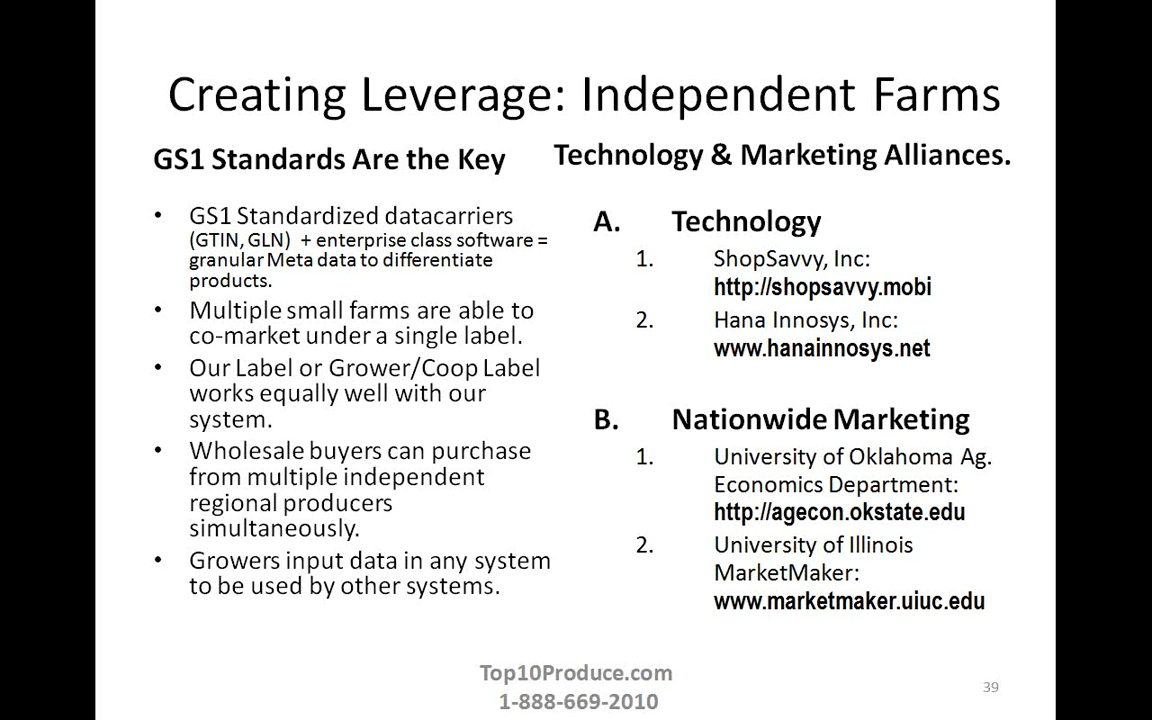 Creating Leverage: Independent Farms
GS1 Standards Are the Key
• GS1 Standardized datacarriers
(GTIN, GLN) + enterprise class software =
granular Meta data to differentiate
products.
• Multiple small farms are able to
co-market under a single label.
• Our Label or Grower/Coop Label
works equally well with our
system.
• Wholesale buyers can purchase
from multiple independent
regional producers
simultaneously.
• Growers input data in any system
to be used by other systems.
Technology & Marketing Alliances.
A. Technology
1. ShopSavvy, Inc:
http://shopsavvy.mobi
2. Hana Innosys, Inc:
www.hanainnosys.net
B. Nationwide Marketing
1. University of Oklahoma Ag.
Economics Department:
http://agecon.okstate.edu
2. University of Illinois
MarketMaker:
www.marketmaker.uiuc.edu
Top10Produce.com
1-888-669-2010
39